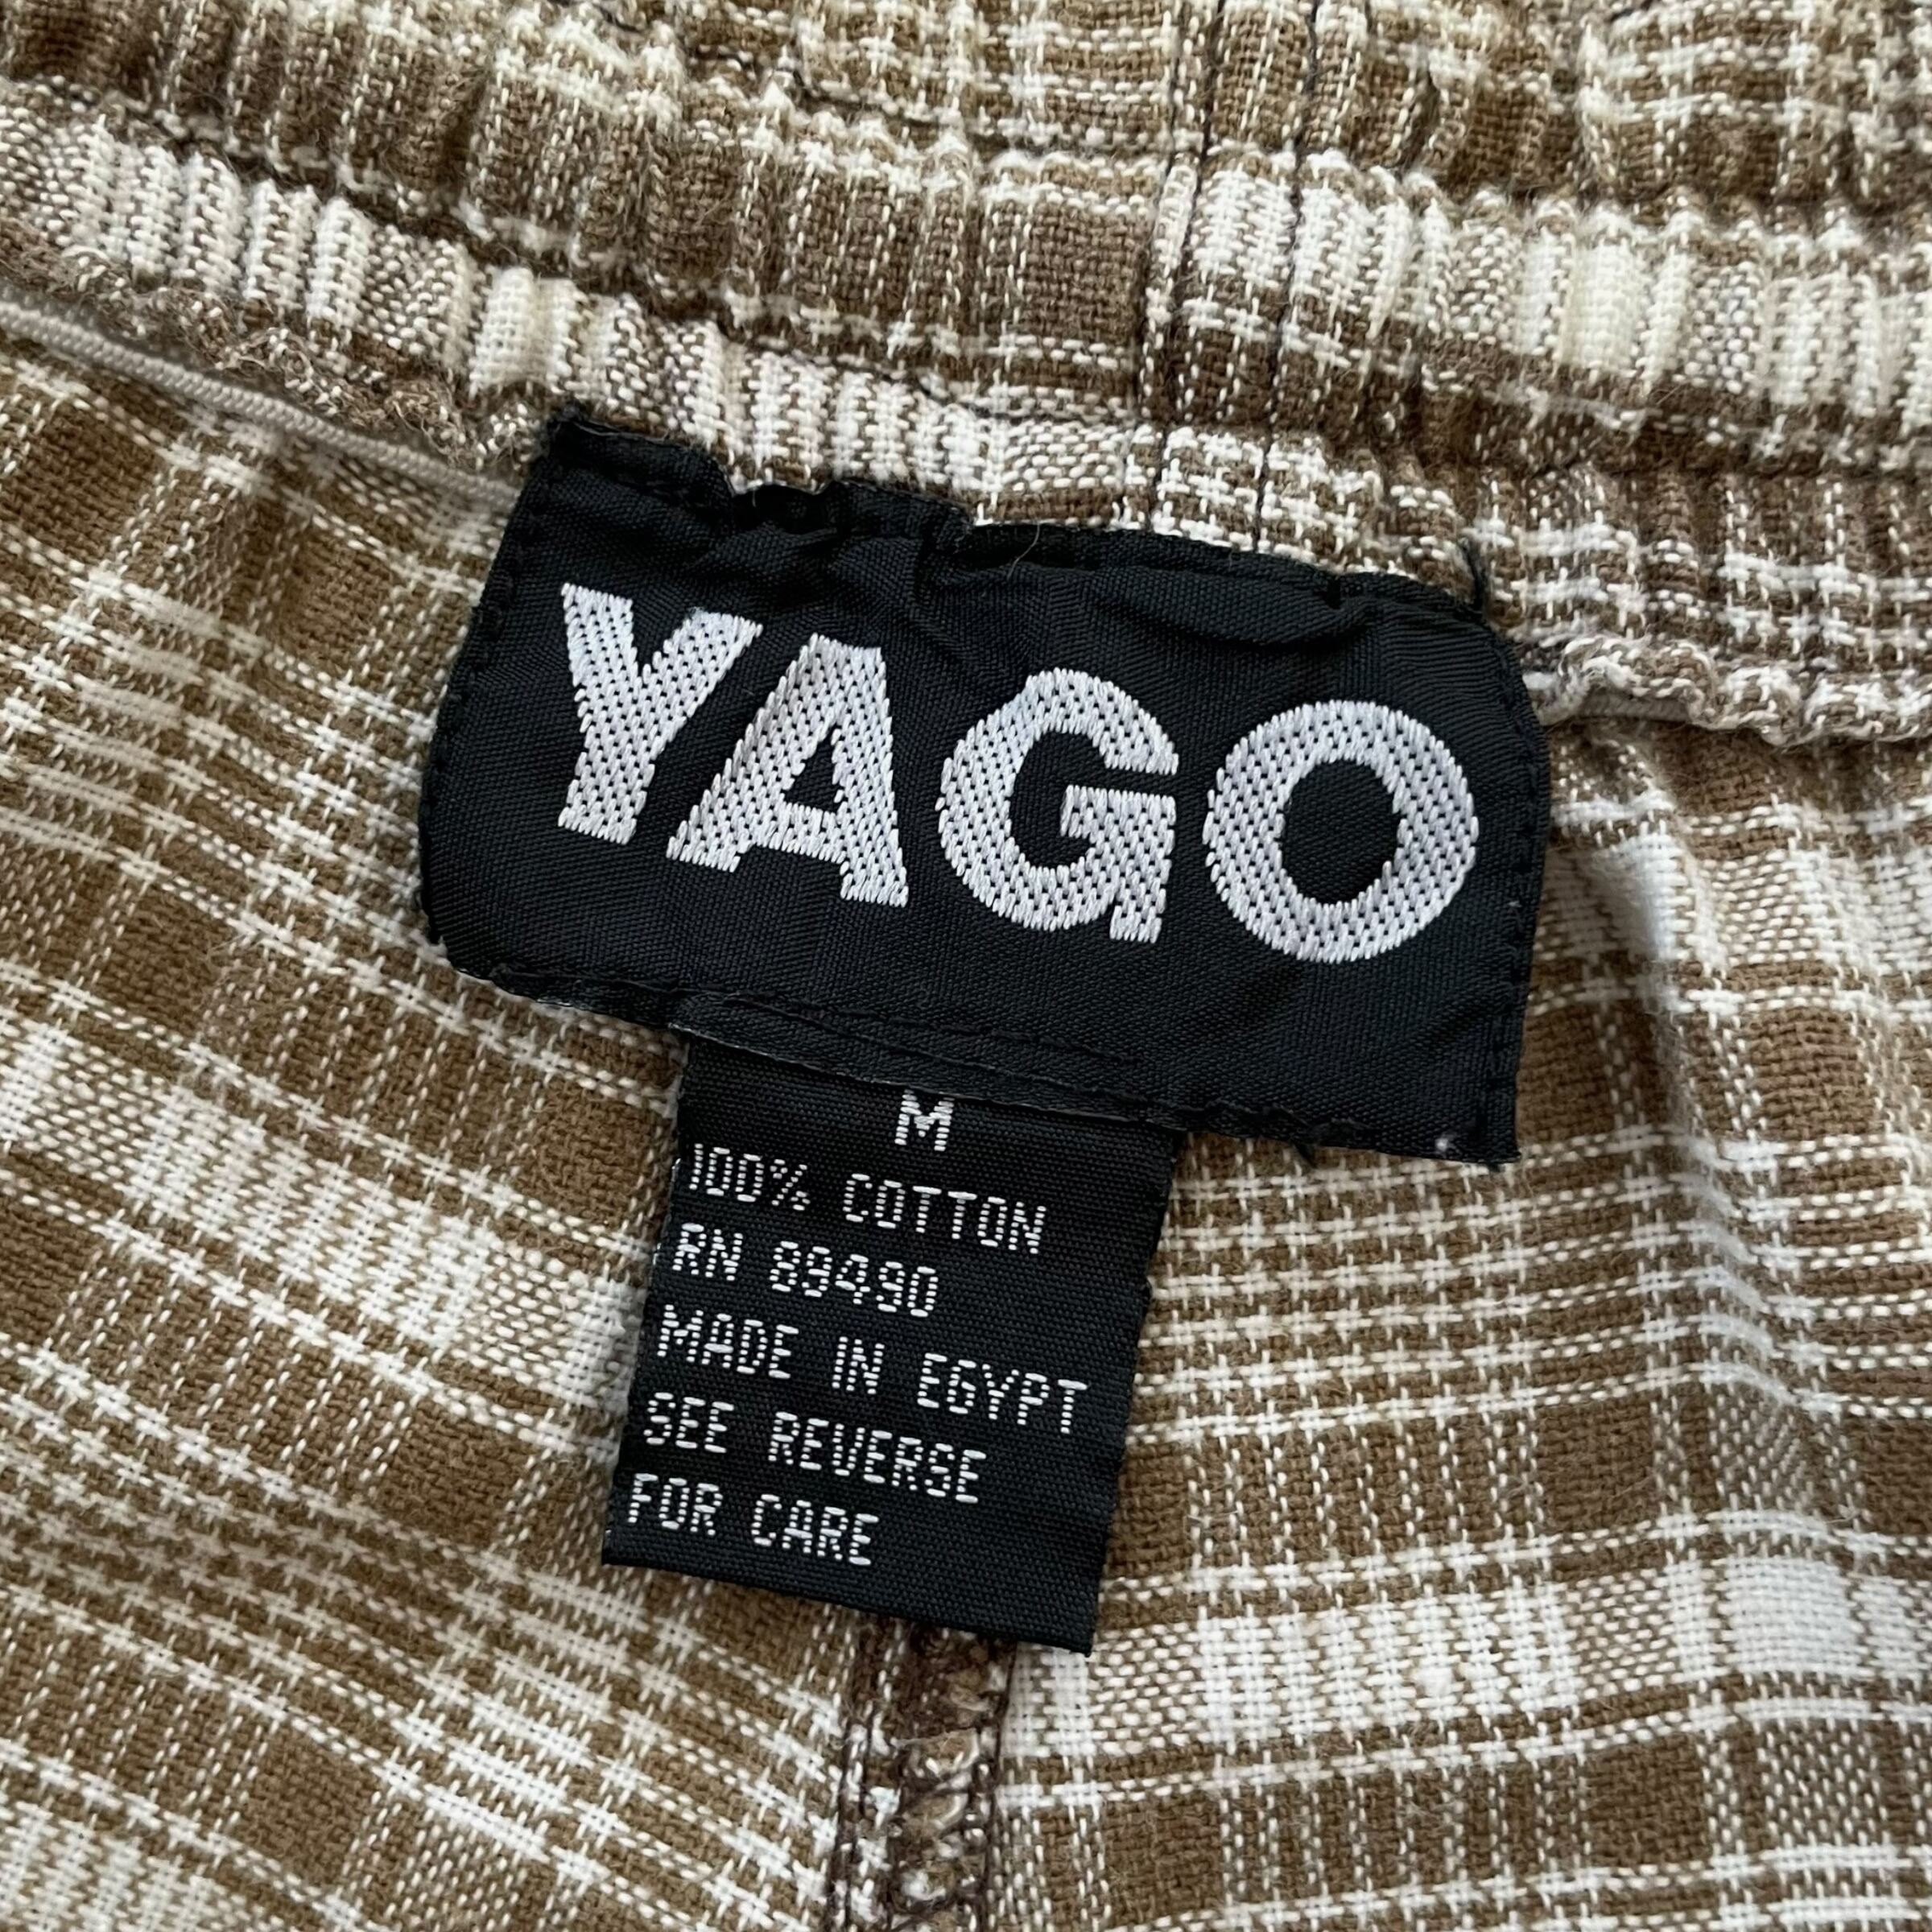 YAGO
M
100% COTTON
RN 89490
MADE IN EGYPT
SEE REVERSE
FOR CARE